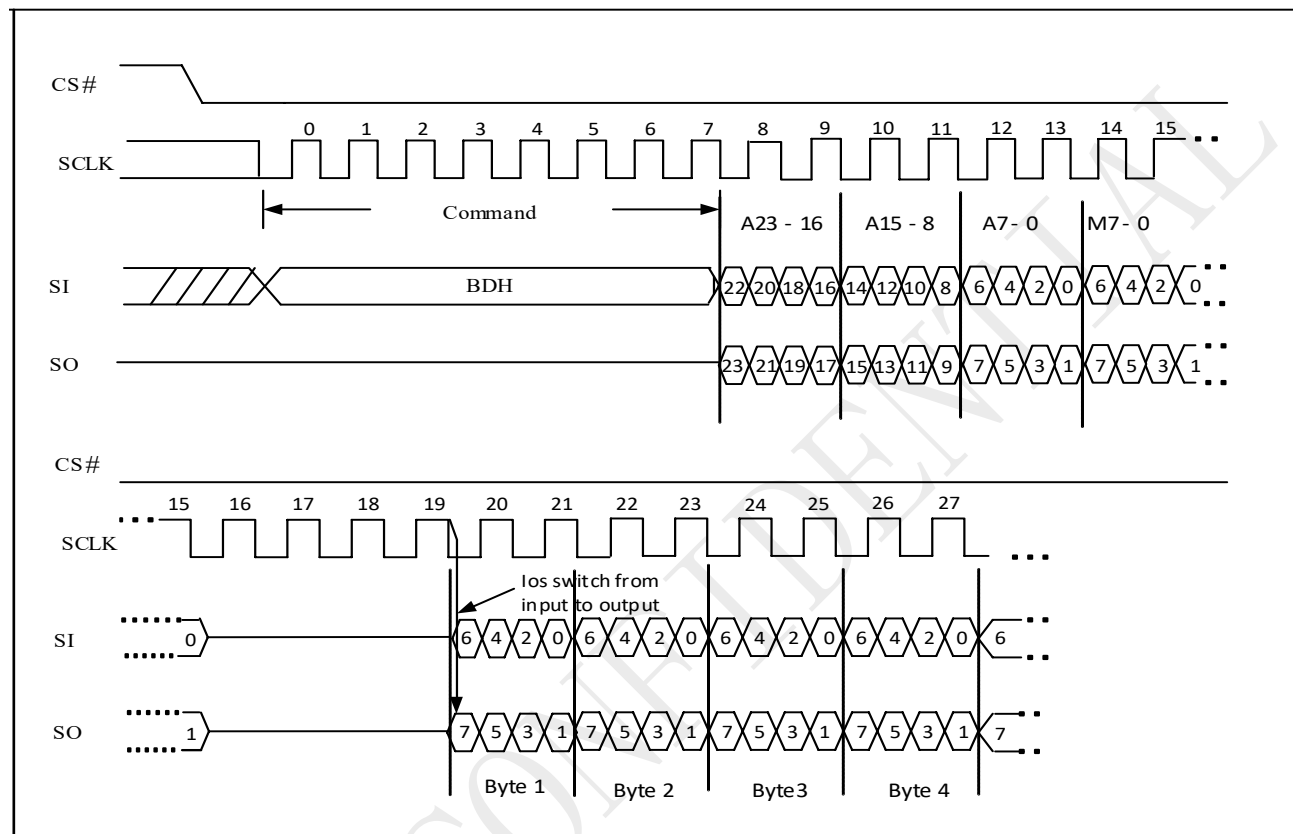 CS#
0 1 2 3 4 5 6 7 8 9 10 11 12 13 14 15
SCLK
Command
A23 - 16 A15 - 8 A7- 0 M7- 0
SI BDH 22 20 18 16 14 12 10 8 6 4 2 0 6 4 2 0
SO 23 21 19 17 15 13 11 9 7 5 3 1 7 5 3 1
CS#
15 16 17 18 19 20 21 22 23 24 25 26 27
SCLK
Ios switch from
input to output
SI 0 6 4 2 0 6 4 2 0 6 4 2 0 6 4 2 0 6
SO 1 7 5 3 1 7 5 3 1 7 5 3 1 7 5 3 1 7
Byte 1 Byte 2 Byte3 Byte 4
CONFIDENTIAL